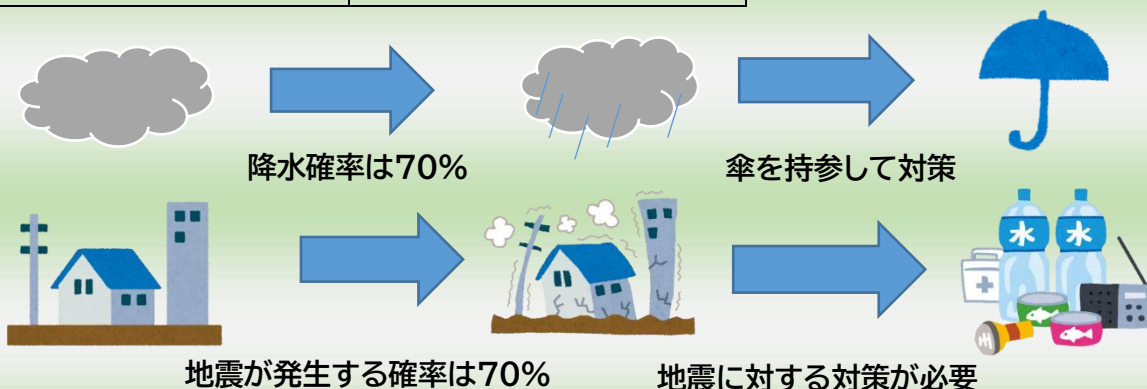 降水確率は70%
傘を持参して対策
水 水
地震が発生する確率は70%
地震に対する対策が必要